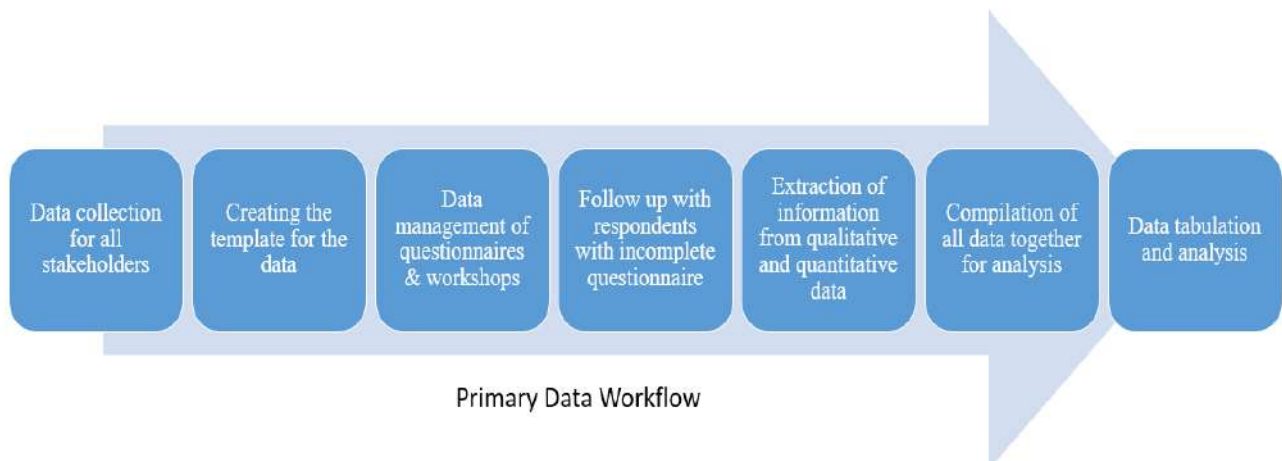 Data collection
for all
stakeholders
Creating the
template for the
data
Data
management of
questionnaires
& workshops
Follow up with
respondents
with incomplete
questionnaire
Extraction of
information
from qualitative
and quantitative
data
Compilation of
all data together
for analysis
Data tabulation
and analysis
Primary Data Workflow